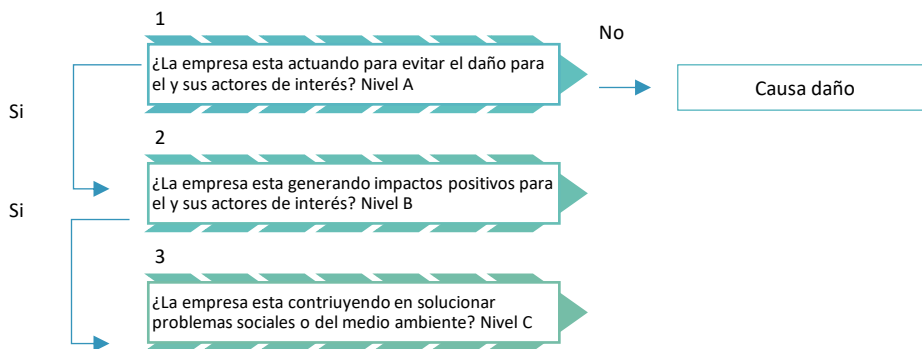 1
¿La empresa esta actuando para evitar el daño para
el y sus actores de interés? Nivel A
No
Causa daño
Si
2
¿La empresa esta generando impactos positivos para
el y sus actores de interés? Nivel B
Si
3
¿La empresa esta contriuyendo en solucionar
problemas sociales o del medio ambiente? Nivel C